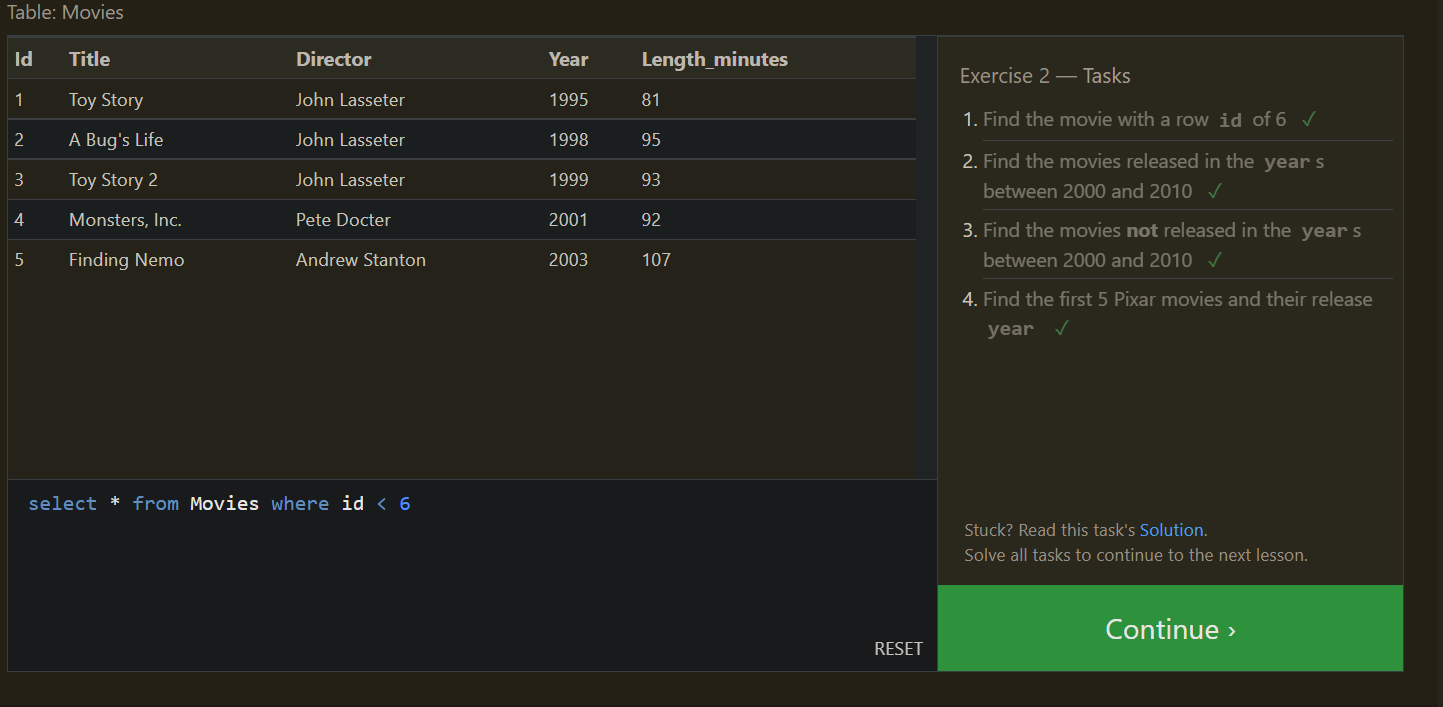 Table: Movies
Id Title Director Year Length_minutes
1 Toy Story John Lasseter 1995 81
2 A Bug's Life John Lasseter 1998 95
3 Toy Story 2 John Lasseter 1999 93
4 Monsters, Inc. Pete Docter 2001 92
5 Finding Nemo Andrew Stanton 2003 107
select * from Movies where id < 6
RESET
Exercise 2 — Tasks
1. Find the movie with a row id of 6 ✓
2. Find the movies released in the year s
between 2000 and 2010 ✓
3. Find the movies not released in the year s
between 2000 and 2010 ✓
4. Find the first 5 Pixar movies and their release
year ✓
Stuck? Read this task's Solution.
Solve all tasks to continue to the next lesson.
Continue ›